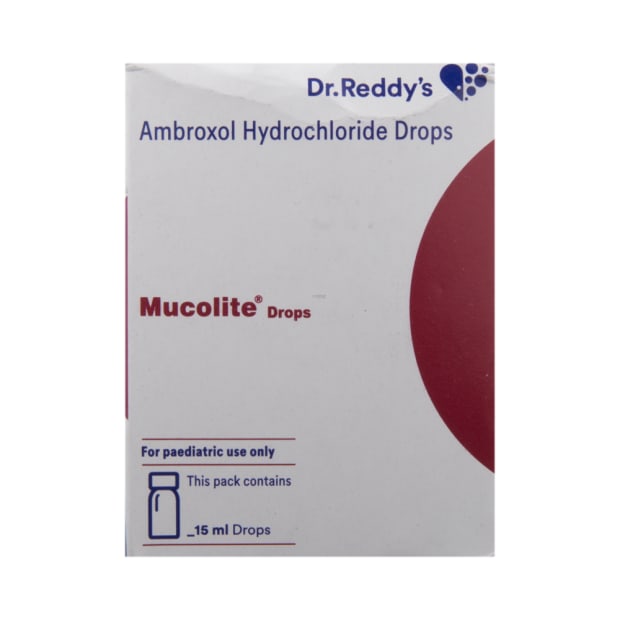 Dr.Reddy's
Ambroxol Hydrochloride Drops
Mucolite® Drops
For paediatric use only
This pack contains
_15 ml Drops